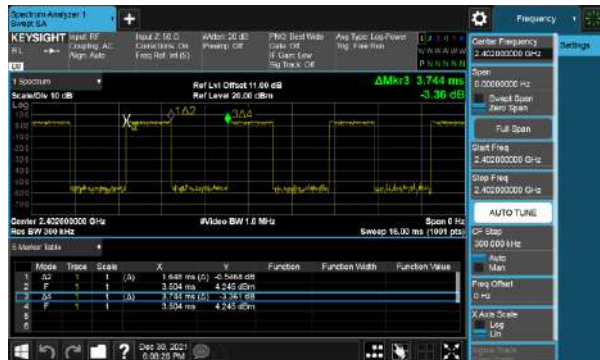 Spectrum Analyzer 1
Swept SA
Frequency
KEYSIGHT
Input: RF
Coupling: AC
Align: Auto
Input Z: 50 Ω
Corrections: On
Freq Ref: Int (S)
Atten: 20 dB
Preamp: Off
PNO: Best Wide
Gate: Off
IF Gain: Low
Sig Track: Off
Avg Type: Log-Power
Trig: Free Run
Center Frequency
2.402000000 GHz
Settings
Span
0.00000000 Hz
Swept Span
Zero Span
Full Span
Start Freq
2.402000000 GHz
Stop Freq
2.402000000 GHz
AUTO TUNE
CF Step
300.000 kHz
Auto
Man
Freq Offset
0 Hz
X Axis Scale
Log
Lin
1 Spectrum
Scale/Div 10 dB
Log
Ref Lvl Offset 11.00 dB
Ref Level 20.00 dBm
ΔMkr3 3.744 ms
-3.36 dB
1Δ2
3Δ4
Center 2.402000000 GHz
Res BW 300 kHz
#Video BW 1.0 MHz
Span 0 Hz
Sweep 16.00 ms (1001 pts)
5 Marker Table
Mode Trace Scale X Y Function Function Width Function Value
1 Δ2 1 t (Δ) 1.648 ms (Δ) -0.5468 dB
2 F 1 t 3.504 ms 4.245 dBm
3 Δ4 1 t (Δ) 3.744 ms (Δ) -3.361 dB
4 F 1 t 3.504 ms 4.245 dBm
5
6
Dec 30, 2021
6:08:26 PM